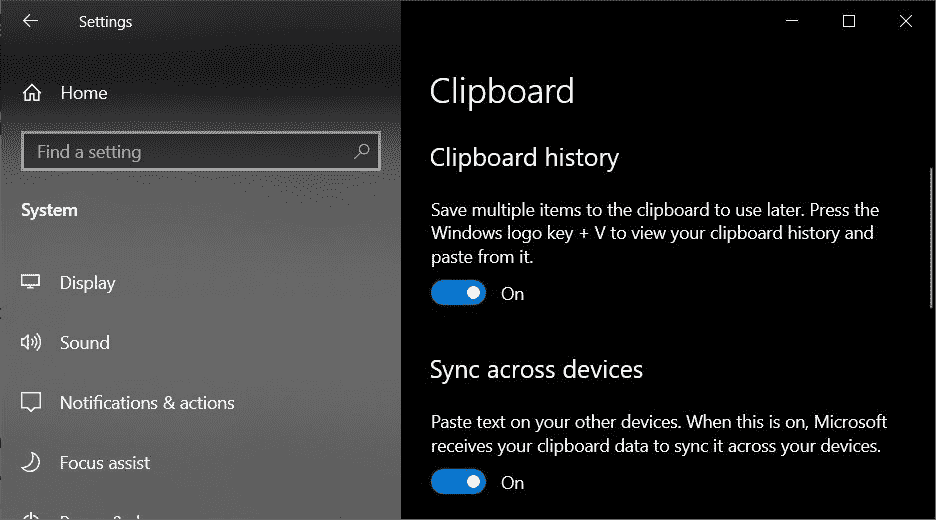 Settings
Home
Find a setting
System
Display
Sound
Notifications & actions
Focus assist
Clipboard
Clipboard history
Save multiple items to the clipboard to use later. Press the
Windows logo key + V to view your clipboard history and
paste from it.
On
Sync across devices
Paste text on your other devices. When this is on, Microsoft
receives your clipboard data to sync it across your devices.
On